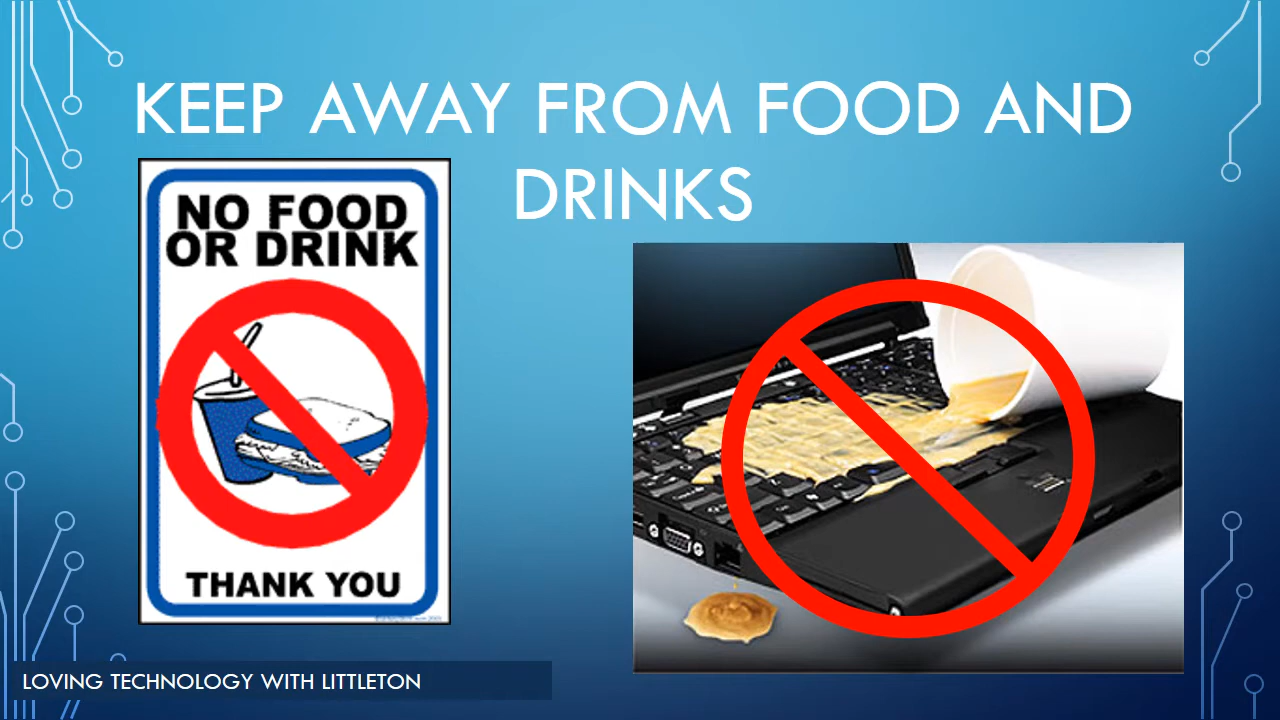 KEEP AWAY FROM FOOD AND
DRINKS
NO FOOD
OR DRINK
THANK YOU
LOVING TECHNOLOGY WITH LITTLETON